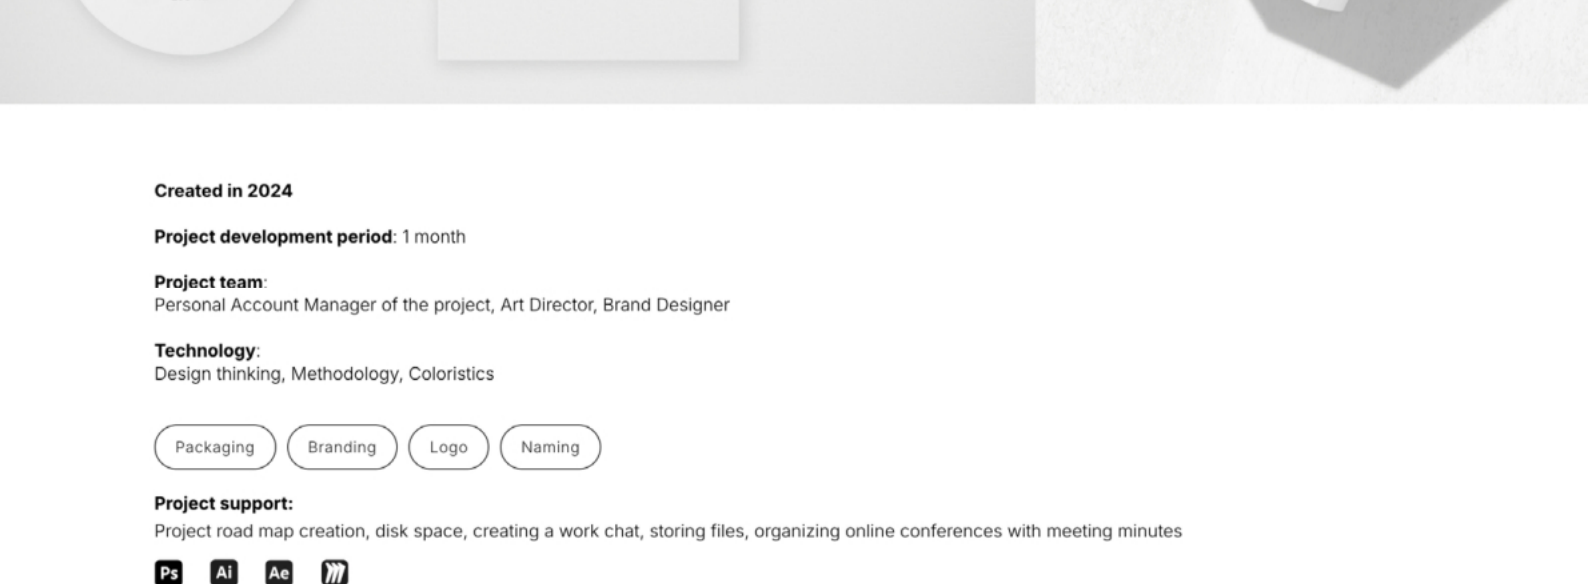 Created in 2024
Project development period: 1 month
Project team:
Personal Account Manager of the project, Art Director, Brand Designer
Technology:
Design thinking, Methodology, Coloristics
Packaging Branding Logo Naming
Project support:
Project road map creation, disk space, creating a work chat, storing files, organizing online conferences with meeting minutes
Ps Ai Ae